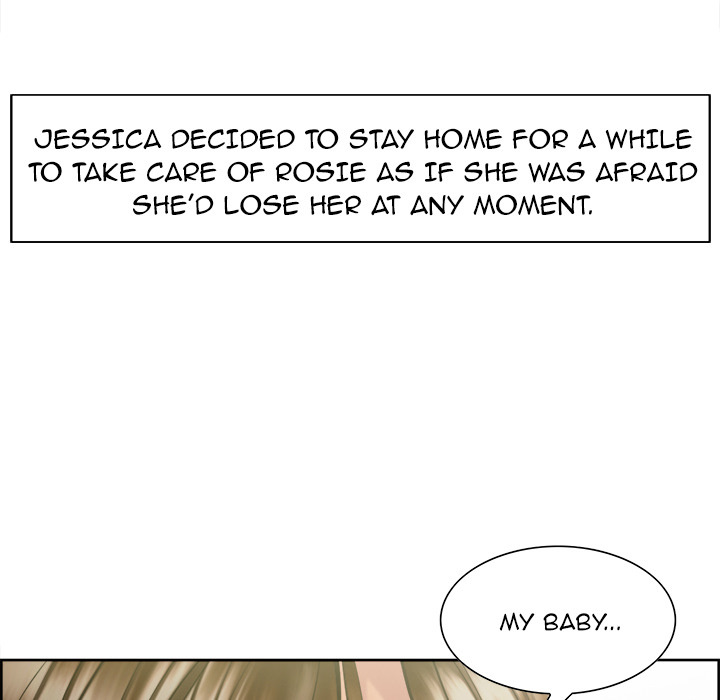 JESSICA DECIDED TO STAY HOME FOR A WHILE
TO TAKE CARE OF ROSIE AS IF SHE WAS AFRAID
SHE'D LOSE HER AT ANY MOMENT.
MY BABY...